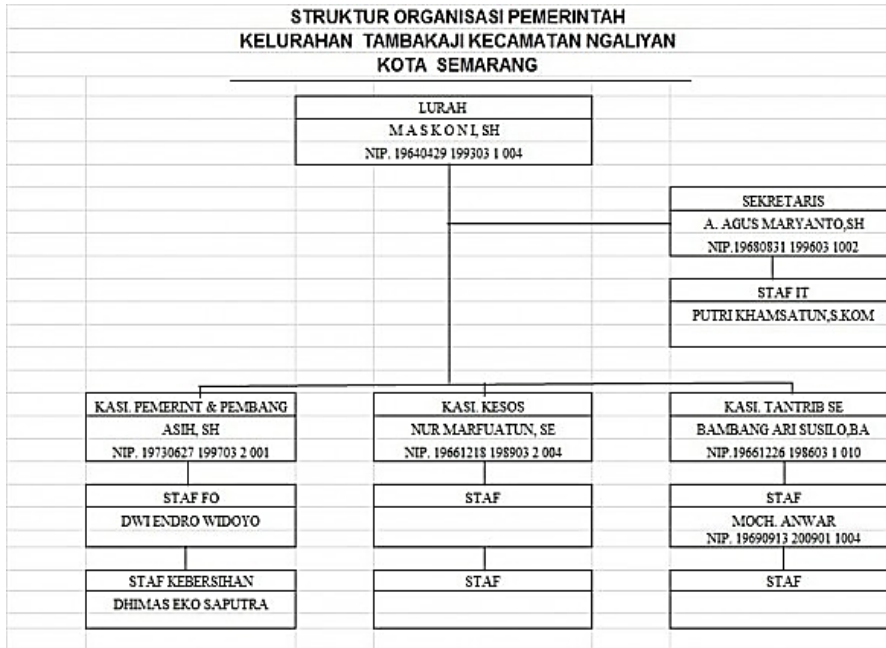 STRUKTUR ORGANISASI PEMERINTAH
KELURAHAN TAMBAKAJI KECAMATAN NGALIYAN
KOTA SEMARANG
LURAH
M A S K O N I, SH
NIP. 19640429 199303 1 004
SEKRETARIS
A. AGUS MARYANTO,SH
NIP.19680831 199603 1002
STAF IT
PUTRI KHAMSATUN,S.KOM
KASI. PEMERINT & PEMBANG
ASIH, SH
NIP. 19730627 199703 2 001
KASI. KESOS
NUR MARFUATUN, SE
NIP. 19661218 198903 2 004
KASI. TANTRIB SE
BAMBANG ARI SUSILO,BA
NIP.19661226 198603 1 010
STAF FO
DWI ENDRO WIDOYO
STAF
STAF
MOCH. ANWAR
NIP. 19690913 200901 1004
STAF KEBERSIHAN
DHIMAS EKO SAPUTRA
STAF
STAF